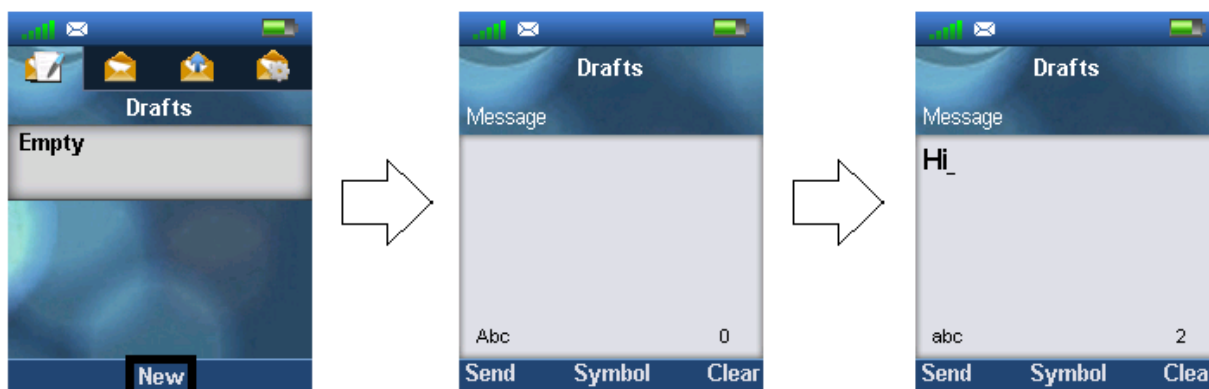 Drafts
Empty
New
Drafts
Message
Abc 0
Send Symbol Clear
Drafts
Message
Hi_
abc 2
Send Symbol Clea